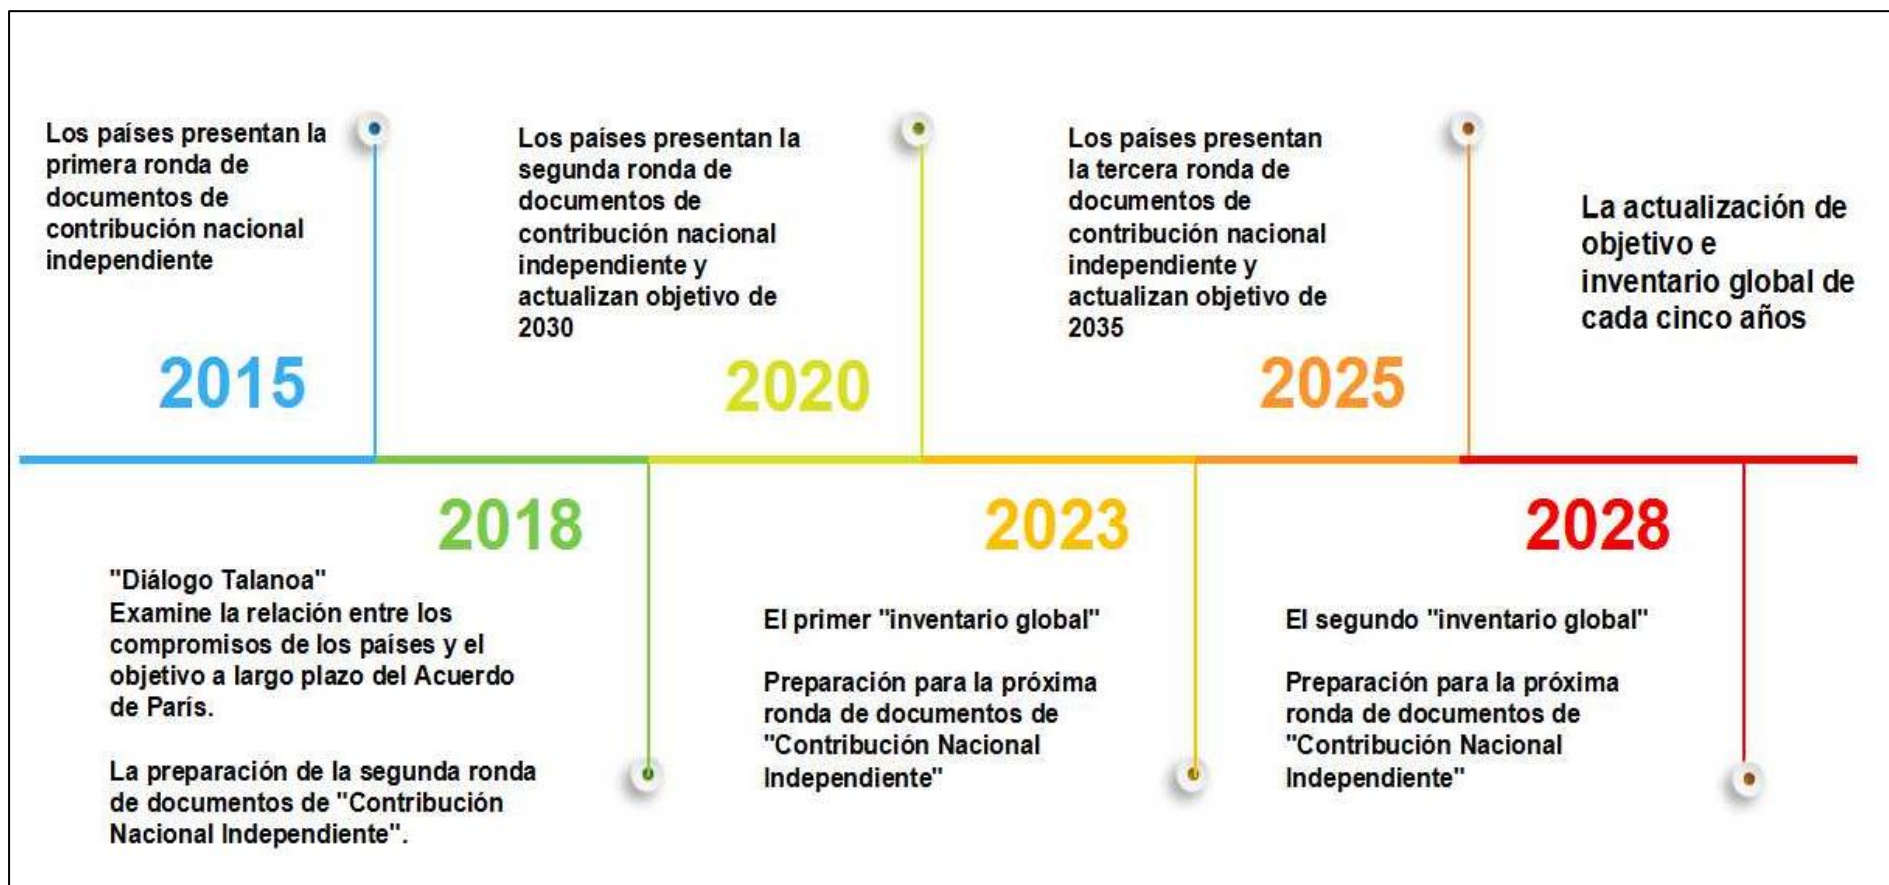 Los países presentan la
primera ronda de
documentos de
contribución nacional
independiente
2015
Los países presentan la
segunda ronda de
documentos de
contribución nacional
independiente y
actualizan objetivo de
2030
2020
Los países presentan
la tercera ronda de
documentos de
contribución nacional
independiente y
actualizan objetivo de
2035
2025
La actualización de
objetivo e
inventario global de
cada cinco años
2018
"Diálogo Talanoa"
Examine la relación entre los
compromisos de los países y el
objetivo a largo plazo del Acuerdo
de París.
La preparación de la segunda ronda
de documentos de "Contribución
Nacional Independiente".
2023
El primer "inventario global"
Preparación para la próxima
ronda de documentos de
"Contribución Nacional
Independiente"
2028
El segundo "inventario global"
Preparación para la próxima
ronda de documentos de
"Contribución Nacional
Independiente"